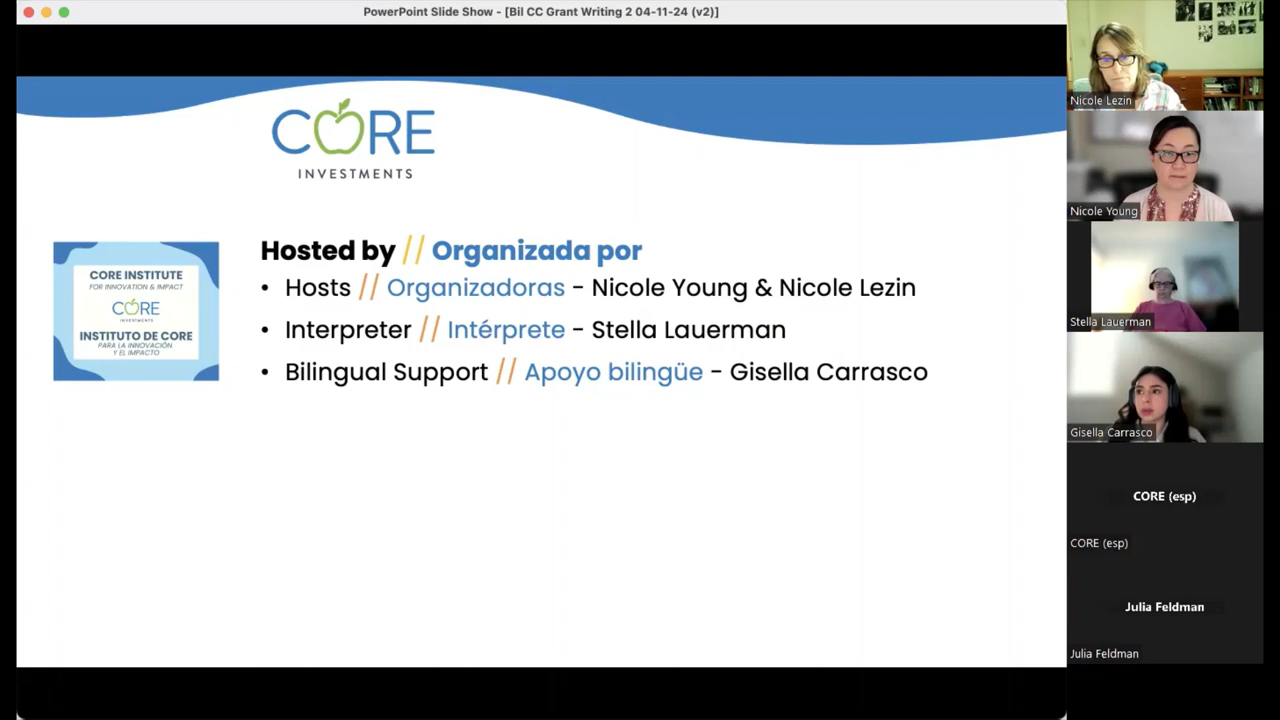 PowerPoint Slide Show - [Bil CC Grant Writing 2 04-11-24 (v2)]
CORE
INVESTMENTS
CORE INSTITUTE
FOR INNOVATION & IMPACT
CORE
INVESTMENTS
INSTITUTO DE CORE
PARA LA INNOVACIÓN
Y EL IMPACTO
Hosted by // Organizada por
• Hosts // Organizadoras - Nicole Young & Nicole Lezin
• Interpreter // Intérprete - Stella Lauerman
• Bilingual Support // Apoyo bilingüe - Gisella Carrasco
Nicole Lezin
Nicole Young
Stella Lauerman
Gisella Carrasco
CORE (esp)
CORE (esp)
Julia Feldman
Julia Feldman